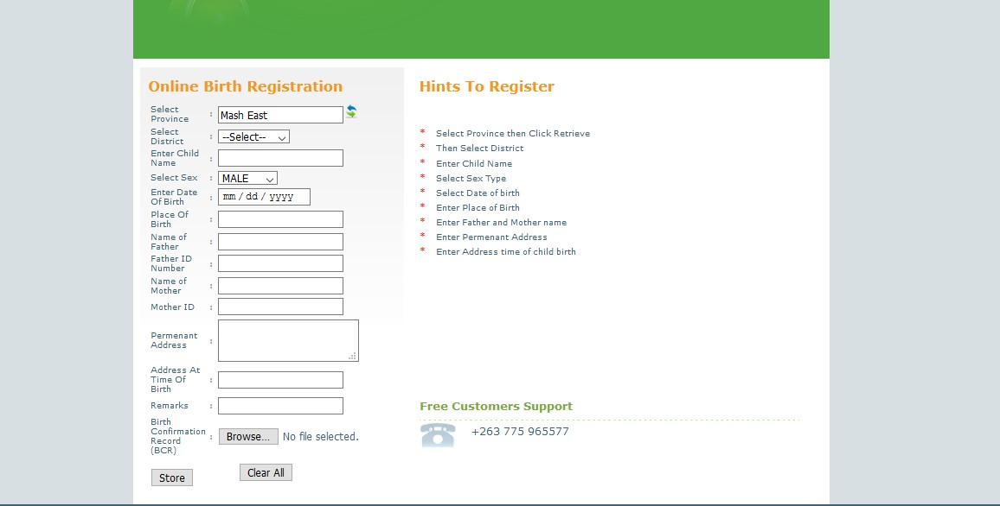 Online Birth Registration
Select
Province
:
Mash East
Select
District
:
--Select--
Enter Child
Name
:
Select Sex
:
MALE
Enter Date
Of Birth
:
mm / dd / yyyy
Place Of
Birth
:
Name of
Father
:
Father ID
Number
:
Name of
Mother
:
Mother ID
:
Permenant
Address
:
Address At
Time Of
Birth
:
Remarks
:
Birth
Confirmation
Record
(BCR)
:
Browse...
No file selected.
Store
Clear All
Hints To Register
* Select Province then Click Retrieve
* Then Select District
* Enter Child Name
* Select Sex Type
* Select Date of birth
* Enter Place of Birth
* Enter Father and Mother name
* Enter Permenant Address
* Enter Address time of child birth
Free Customers Support
+263 775 965577